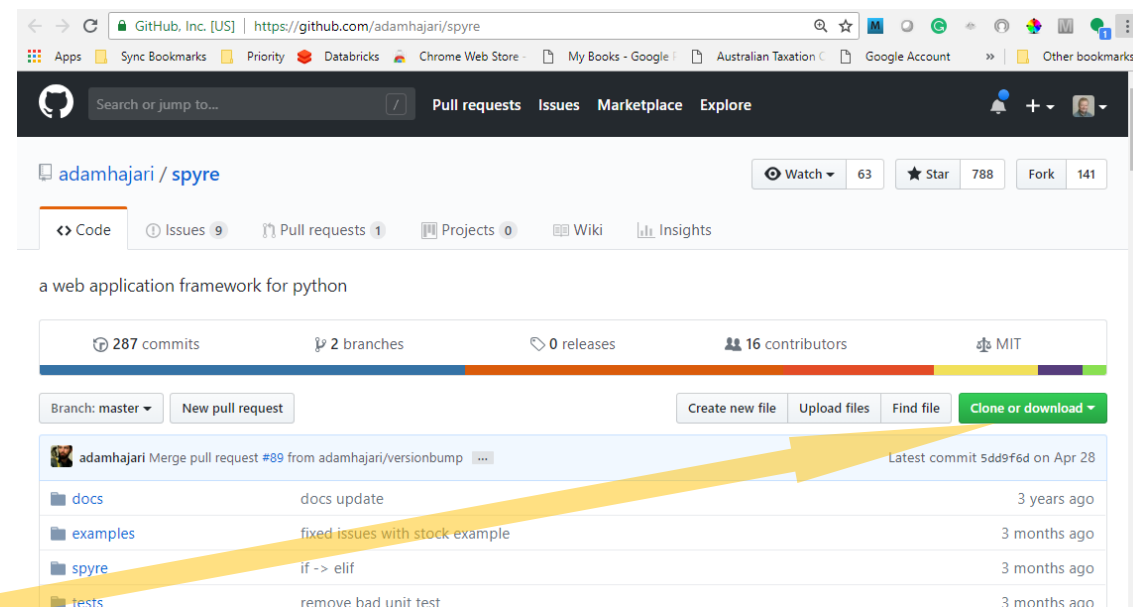 GitHub, Inc. [US] | https://github.com/adamhajari/spyre
Apps Sync Bookmarks Priority Databricks Chrome Web Store - My Books - Google Australian Taxation Google Account » Other bookmarks
Search or jump to... / Pull requests Issues Marketplace Explore
adamhajari / spyre Watch 63 Star 788 Fork 141
Code Issues 9 Pull requests 1 Projects 0 Wiki Insights
a web application framework for python
287 commits 2 branches 0 releases 16 contributors MIT
Branch: master New pull request Create new file Upload files Find file Clone or download
adamhajari Merge pull request #89 from adamhajari/versionbump ... Latest commit 5dd9f6d on Apr 28
docs docs update 3 years ago
examples fixed issues with stock example 3 months ago
spyre if -> elif 3 months ago
tests remove bad unit test 3 months ago